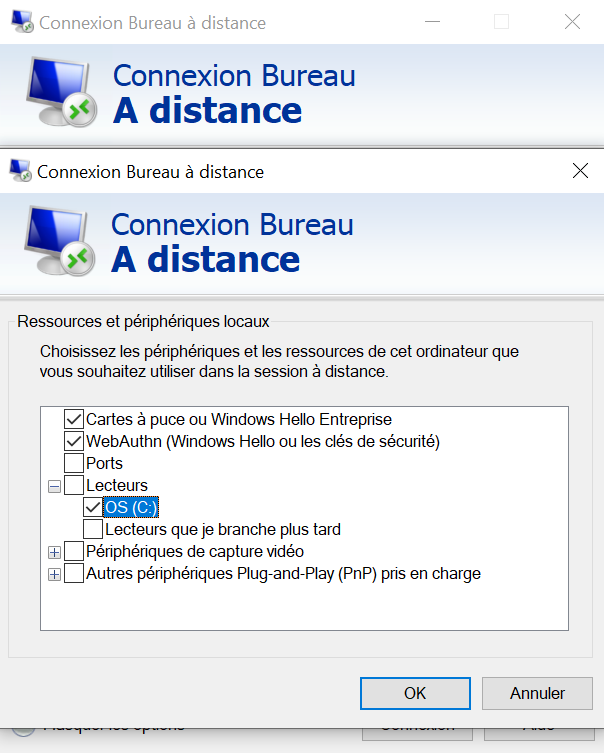 Connexion Bureau à distance
Connexion Bureau
A distance
Connexion Bureau à distance
Connexion Bureau
A distance
Ressources et périphériques locaux
Choisissez les périphériques et les ressources de cet ordinateur que
vous souhaitez utiliser dans la session à distance.
Cartes à puce ou Windows Hello Entreprise
WebAuthn (Windows Hello ou les clés de sécurité)
Ports
Lecteurs
OS (C:)
Lecteurs que je branche plus tard
Périphériques de capture vidéo
Autres périphériques Plug-and-Play (PnP) pris en charge
OK
Annuler